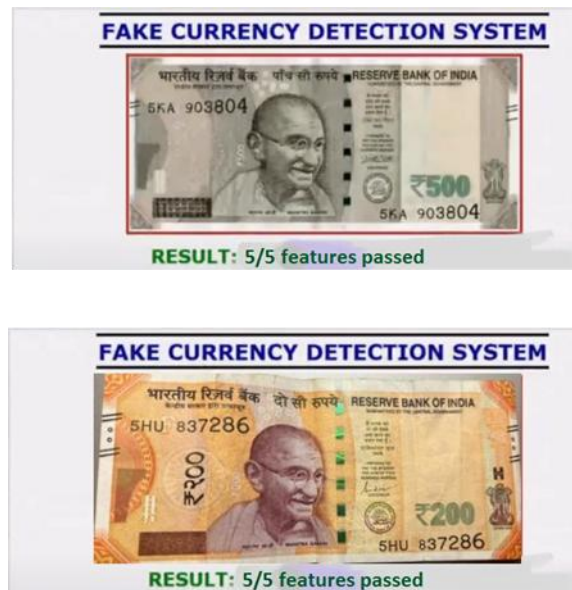 FAKE CURRENCY DETECTION SYSTEM
भारतीय रिज़र्व बैंक पाँच सौ रुपये RESERVE BANK OF INDIA
5KA 903804
₹500
5KA 903804
RESULT: 5/5 features passed
FAKE CURRENCY DETECTION SYSTEM
भारतीय रिज़र्व बैंक दो सौ रुपये RESERVE BANK OF INDIA
5HU 837286
₹२००
₹200
5HU 837286
RESULT: 5/5 features passed